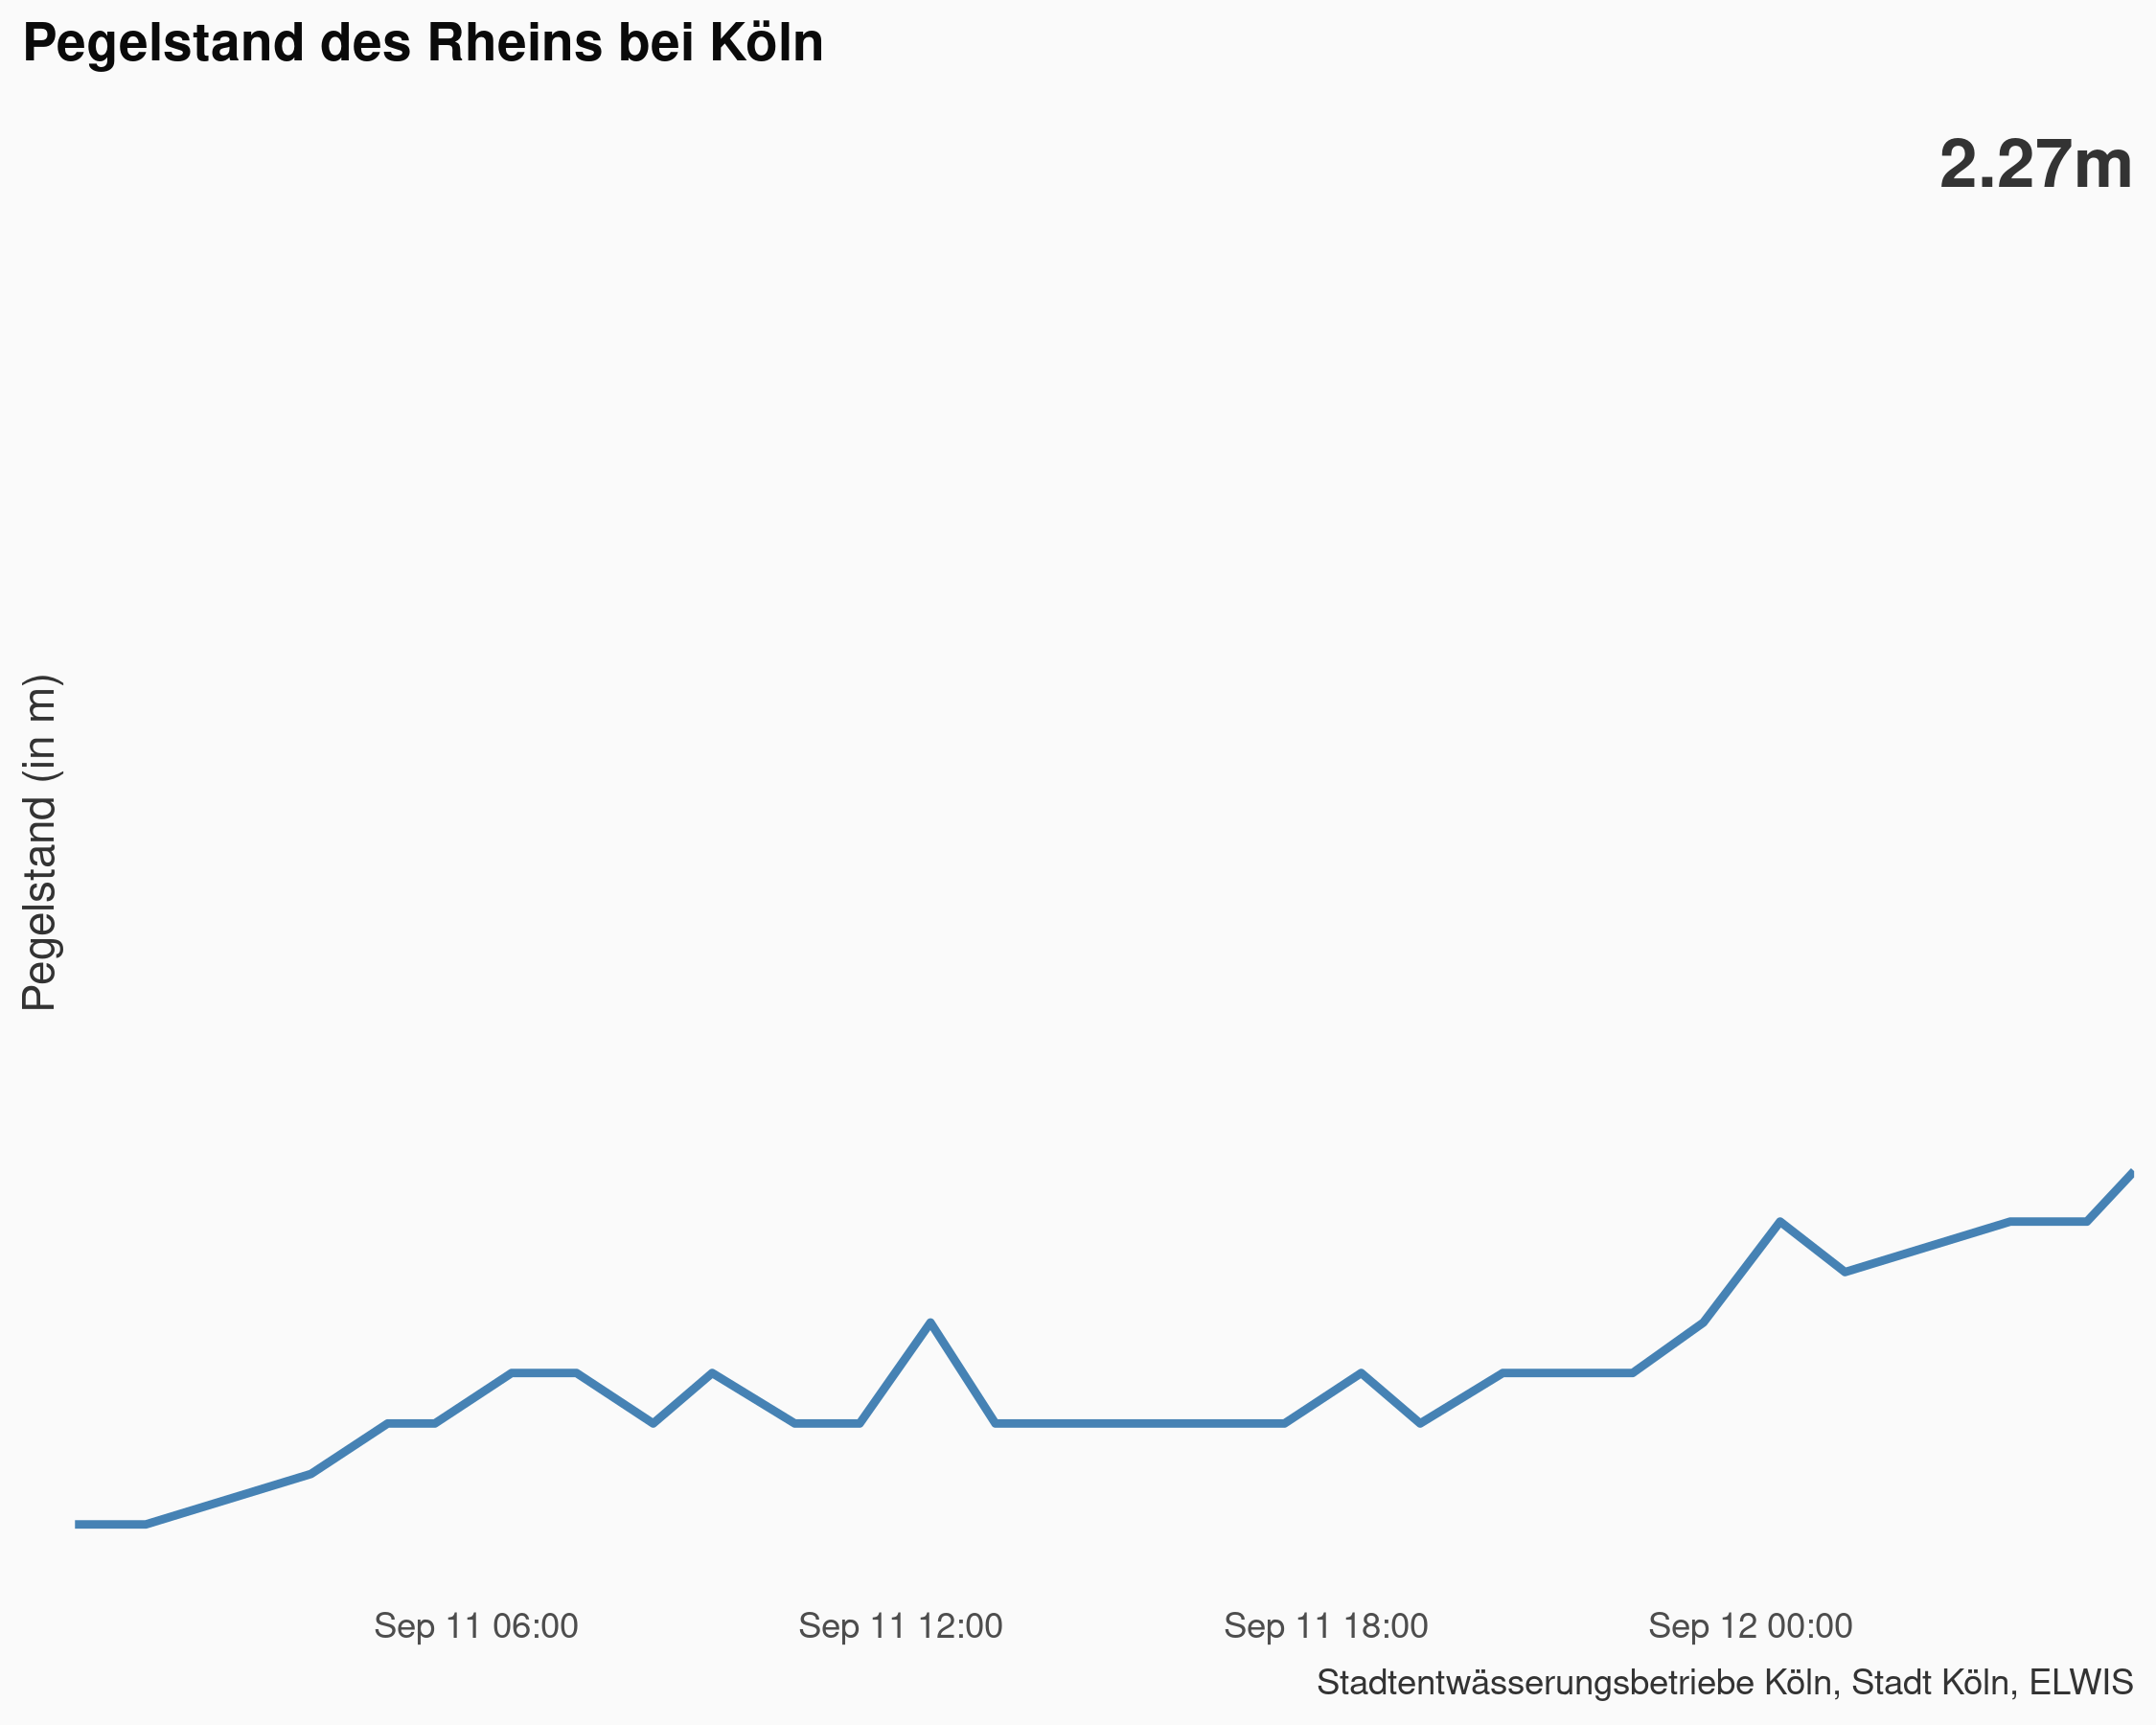 Pegelstand des Rheins bei Köln
2.27m
Pegelstand (in m)
Sep 11 06:00
Sep 11 12:00
Sep 11 18:00
Sep 12 00:00
Stadtentwässerungsbetriebe Köln, Stadt Köln, ELWIS